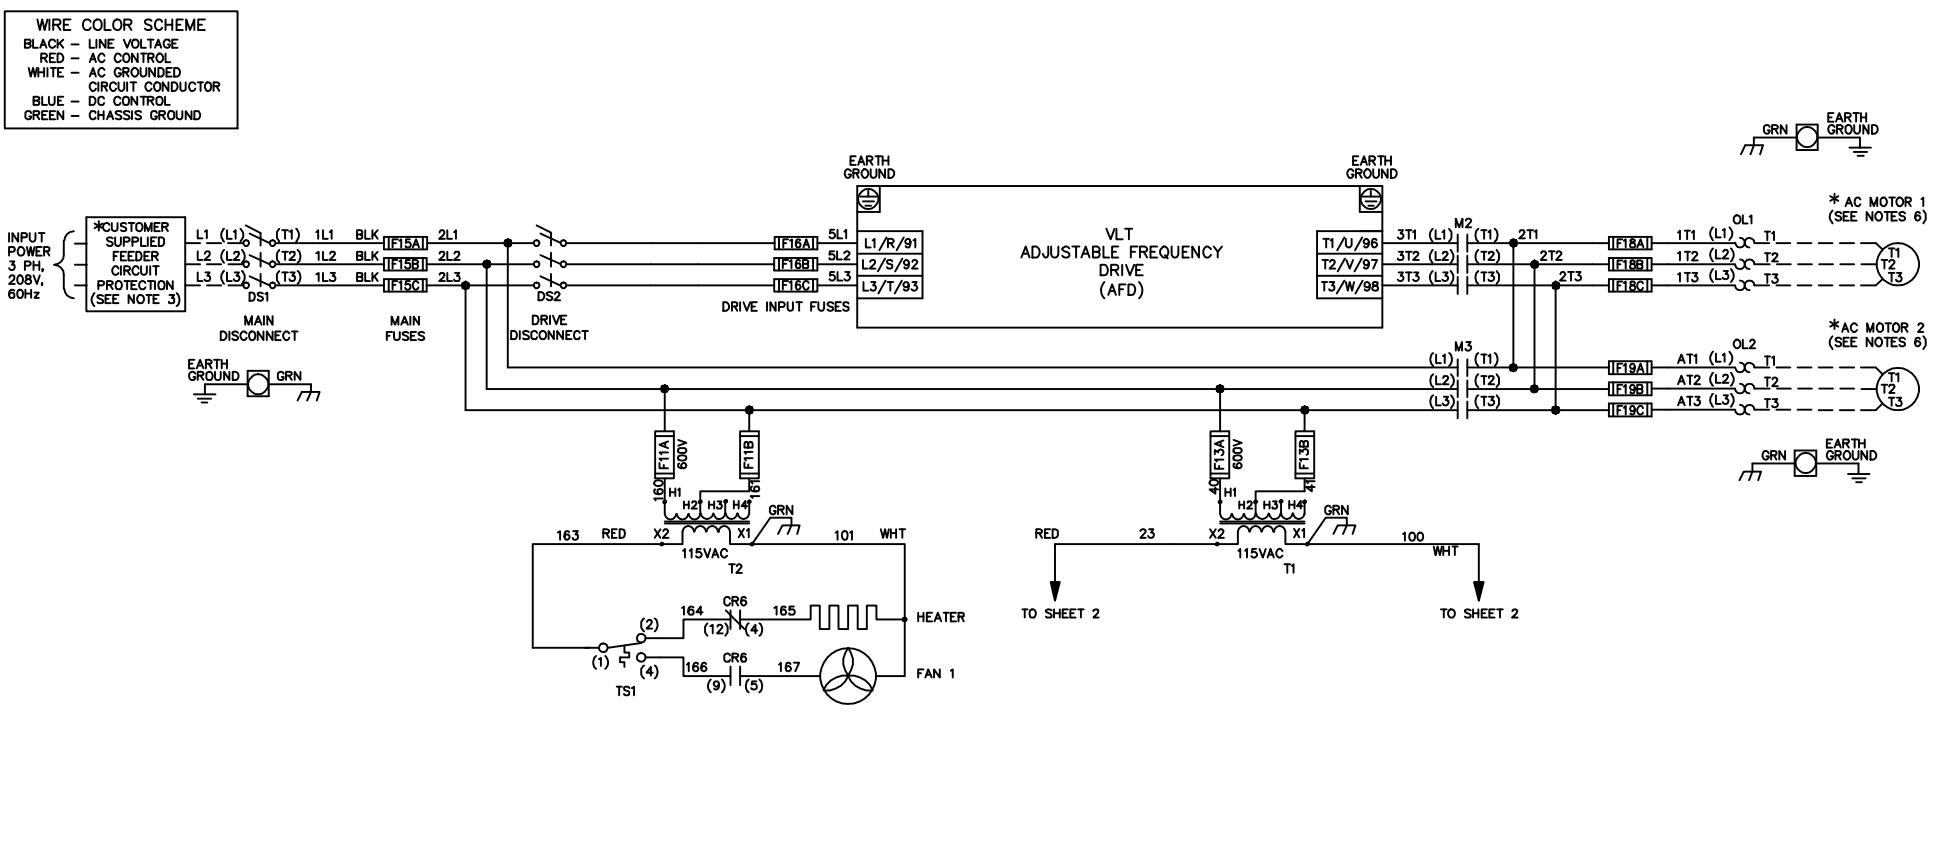 WIRE COLOR SCHEME
BLACK – LINE VOLTAGE
RED – AC CONTROL
WHITE – AC GROUNDED
CIRCUIT CONDUCTOR
BLUE – DC CONTROL
GREEN – CHASSIS GROUND
GRN
EARTH
GROUND
EARTH
GROUND
EARTH
GROUND
INPUT
POWER
3 PH,
208V,
60Hz
*CUSTOMER
SUPPLIED
FEEDER
CIRCUIT
PROTECTION
(SEE NOTE 3)
L1 (L1) (T1) 1L1 BLK F15A 2L1
L2 (L2) (T2) 1L2 BLK F15B 2L2
L3 (L3) (T3) 1L3 BLK F15C 2L3
DS1
MAIN
DISCONNECT
MAIN
FUSES
DS2
DRIVE
DISCONNECT
F16A 5L1 L1/R/91
F16B 5L2 L2/S/92
F16C 5L3 L3/T/93
DRIVE INPUT FUSES
VLT
ADJUSTABLE FREQUENCY
DRIVE
(AFD)
M2
T1/U/96 3T1 (L1) (T1) 2T1 F18A 1T1 (L1) T1
T2/V/97 3T2 (L2) (T2) 2T2 F18B 1T2 (L2) T2
T3/W/98 3T3 (L3) (T3) 2T3 F18C 1T3 (L3) T3
OL1
* AC MOTOR 1
(SEE NOTES 6)
T1
T2
T3
EARTH
GROUND
GRN
M3
(L1) (T1) F19A AT1 (L1) T1
(L2) (T2) F19B AT2 (L2) T2
(L3) (T3) F19C AT3 (L3) T3
OL2
*AC MOTOR 2
(SEE NOTES 6)
T1
T2
T3
GRN
EARTH
GROUND
F11A
600V
F11B
160
161
H1
H2 H3 H4
GRN
163 RED X2 X1 101 WHT
115VAC
T2
F13A
600V
F13B
40
41
H1
H2 H3 H4
GRN
RED 23 X2 X1 100
WHT
115VAC
T1
TO SHEET 2
TO SHEET 2
CR6
164 165
(12) (4)
HEATER
(2)
(1)
(4)
TS1
CR6
166 167
(9) (5)
FAN 1